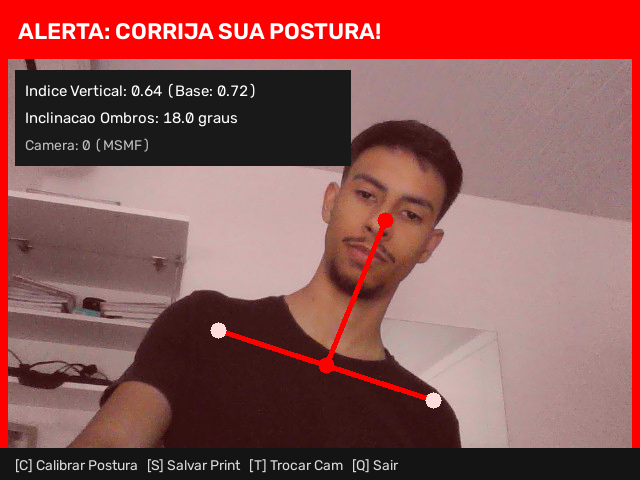 ALERTA: CORRIJA SUA POSTURA!
Indice Vertical: 0.64 (Base: 0.72)
Inclinacao Ombros: 18.0 graus
Camera: 0 (MSMF)
[C] Calibrar Postura [S] Salvar Print [T] Trocar Cam [Q] Sair